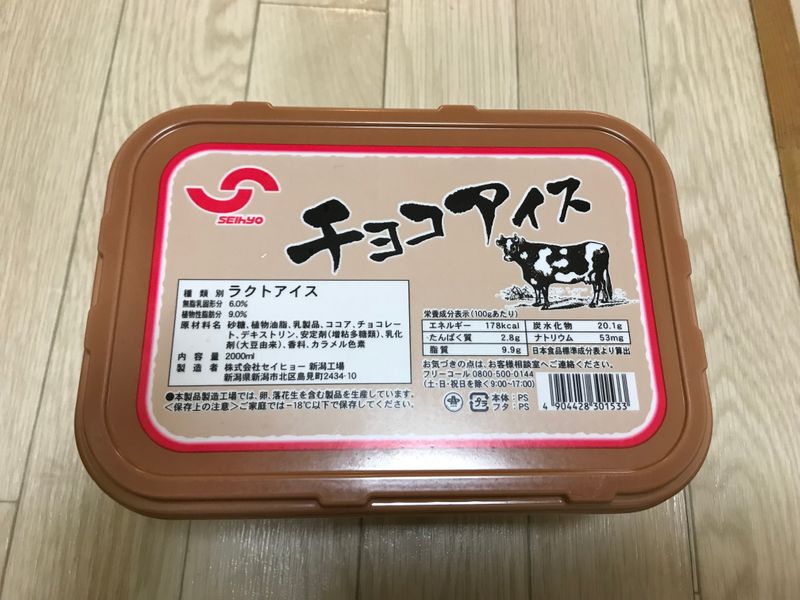 SEIHYO
チョコアイス
種類別 ラクトアイス
無脂乳固形分 6.0%
植物性脂肪分 9.0%
原材料名 砂糖、植物油脂、乳製品、ココア、チョコレー
ト、デキストリン、安定剤(増粘多糖類)、乳化
剤(大豆由来)、香料、カラメル色素
内容量 2000ml
製造者 株式会社セイヒョー 新潟工場
新潟県新潟市北区島見町2434-10
●本製品製造工場では、卵、落花生を含む製品を生産しています。
<保存上の注意>ご家庭では-18℃以下で保存してください。
栄養成分表示(100gあたり)
エネルギー 178kcal 炭水化物 20.1g
たんぱく質 2.8g ナトリウム 53mg
脂質 9.9g 日本食品標準成分表より算出
お気づきの点は、お客様相談室へご連絡ください。
フリーコール 0800-500-0144
(土・日・祝日を除く9:00~17:00)
プラ 本体:PS
フタ:PS
4 904428 301533